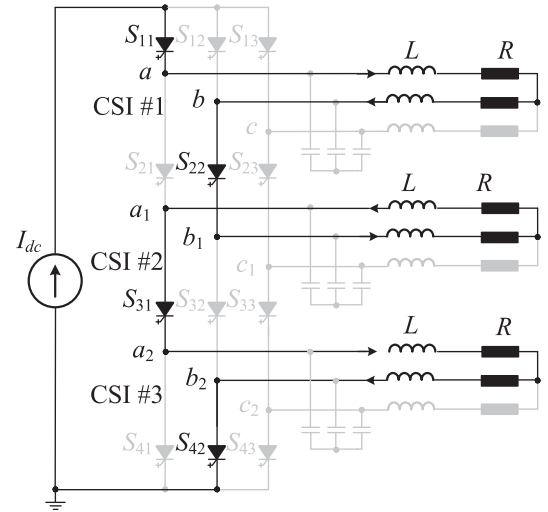 S11 S12 S13
L R
a
b
CSI #1
c
S21 S22 S23
L R
a1
b1
Idc
CSI #2
c1
S31 S32 S33
L R
a2
b2
CSI #3
c2
S41 S42 S43